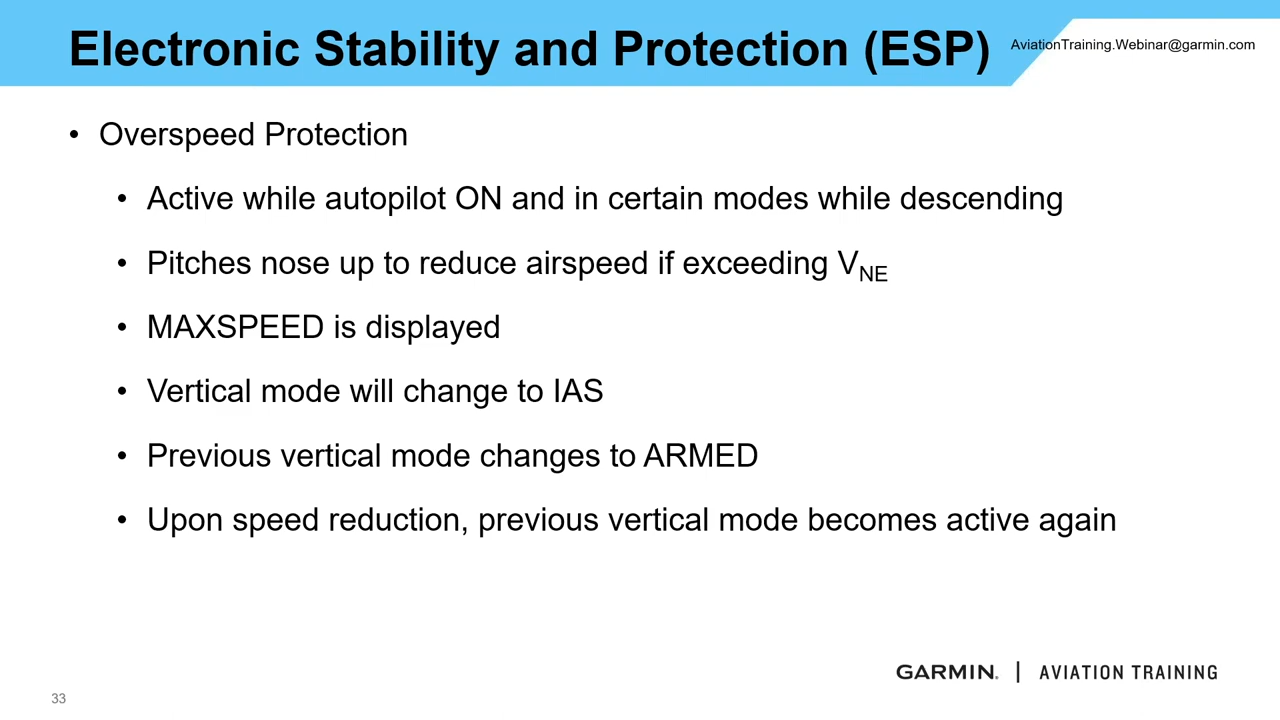 Electronic Stability and Protection (ESP)
AviationTraining.Webinar@garmin.com
• Overspeed Protection
• Active while autopilot ON and in certain modes while descending
• Pitches nose up to reduce airspeed if exceeding VNE
• MAXSPEED is displayed
• Vertical mode will change to IAS
• Previous vertical mode changes to ARMED
• Upon speed reduction, previous vertical mode becomes active again
GARMIN. | AVIATION TRAINING
33